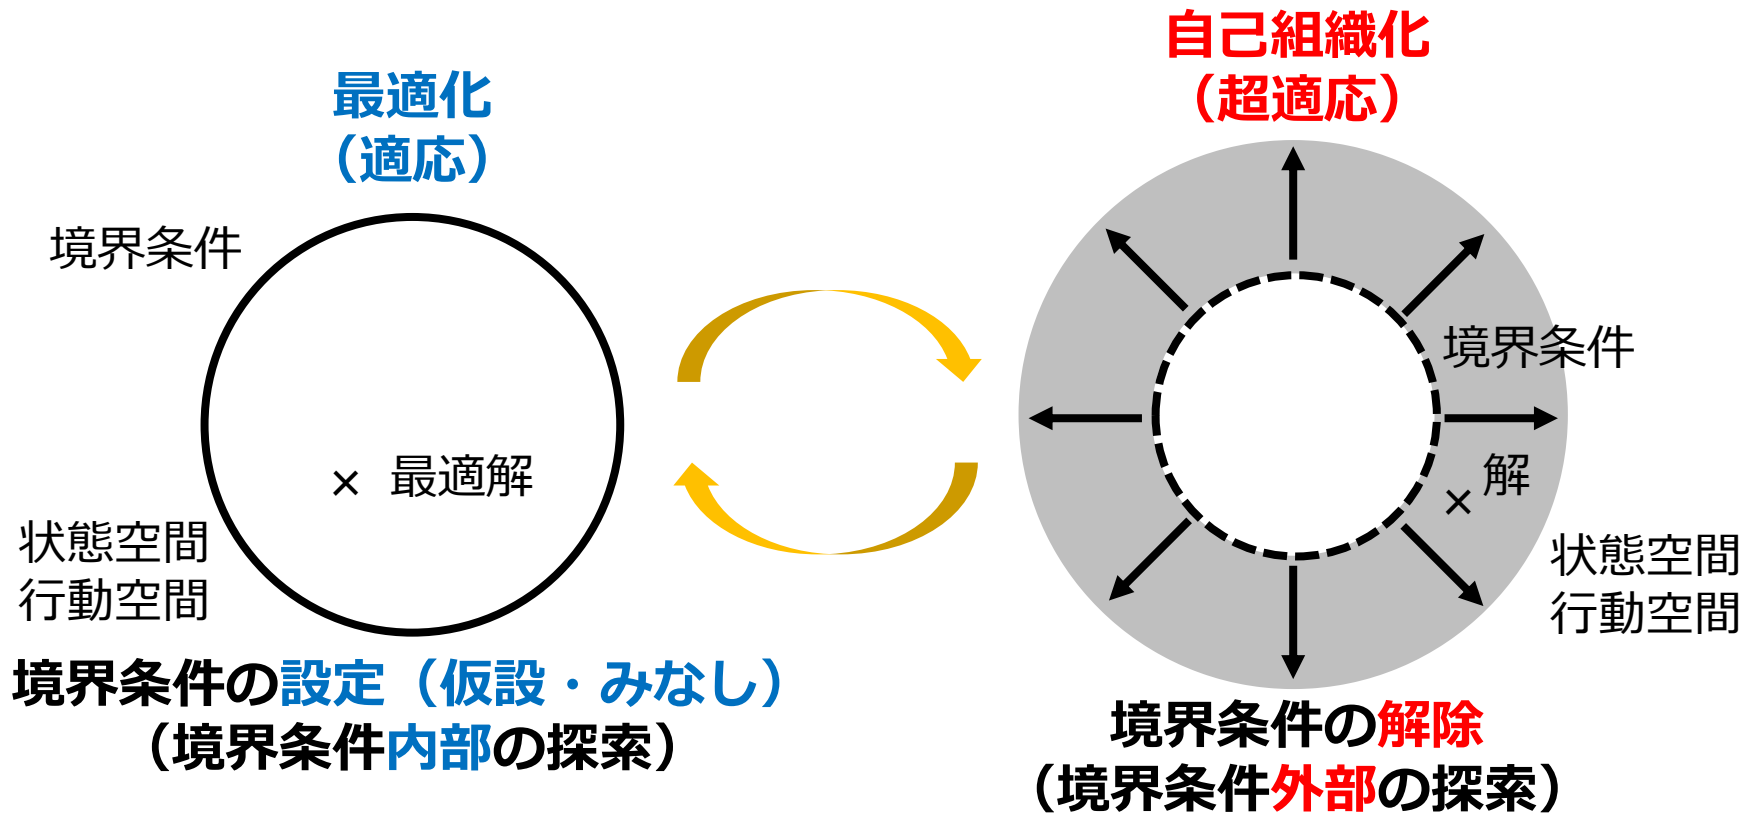 最適化
（適応）
境界条件
× 最適解
状態空間
行動空間
境界条件の設定（仮設・みなし）
（境界条件内部の探索）
自己組織化
（超適応）
境界条件
解
×
状態空間
行動空間
境界条件の解除
（境界条件外部の探索）